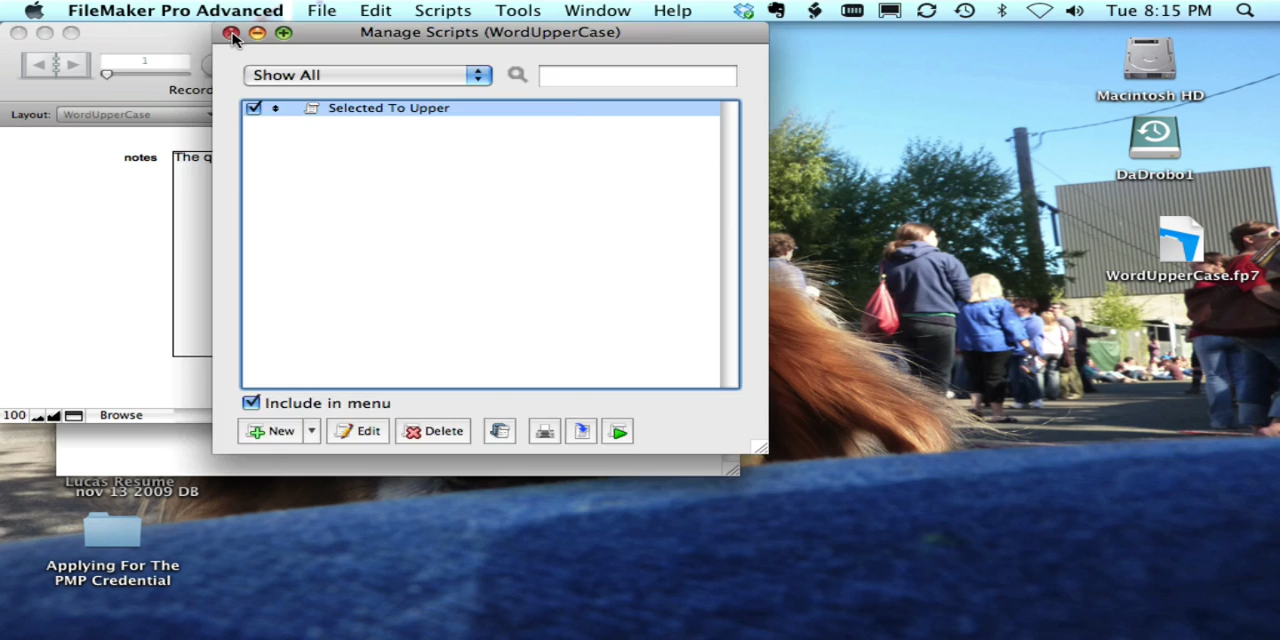 FileMaker Pro Advanced File Edit Scripts Tools Window Help Tue 8:15 PM
Manage Scripts (WordUpperCase)
Show All
1
Layout: WordUpperCase
Selected To Upper
notes The
Include in menu
100 Browse
New Edit Delete
Macintosh HD
DaDrobo1
WordUpperCase.fp7
Lucas Resume
nov 13 2009 DB
Applying For The
PMP Credential